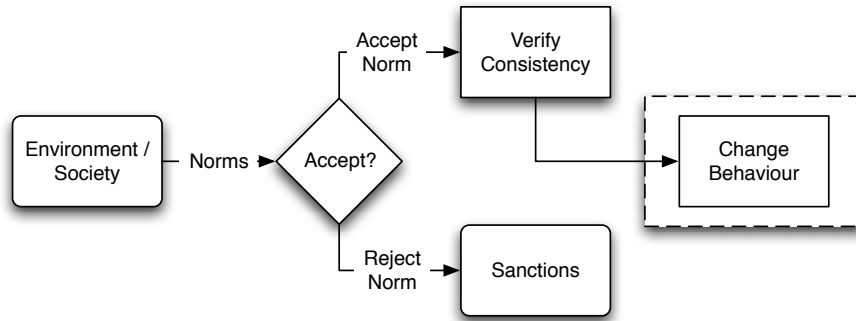 Environment /
Society
Norms
Accept?
Accept
Norm
Verify
Consistency
Change
Behaviour
Reject
Norm
Sanctions